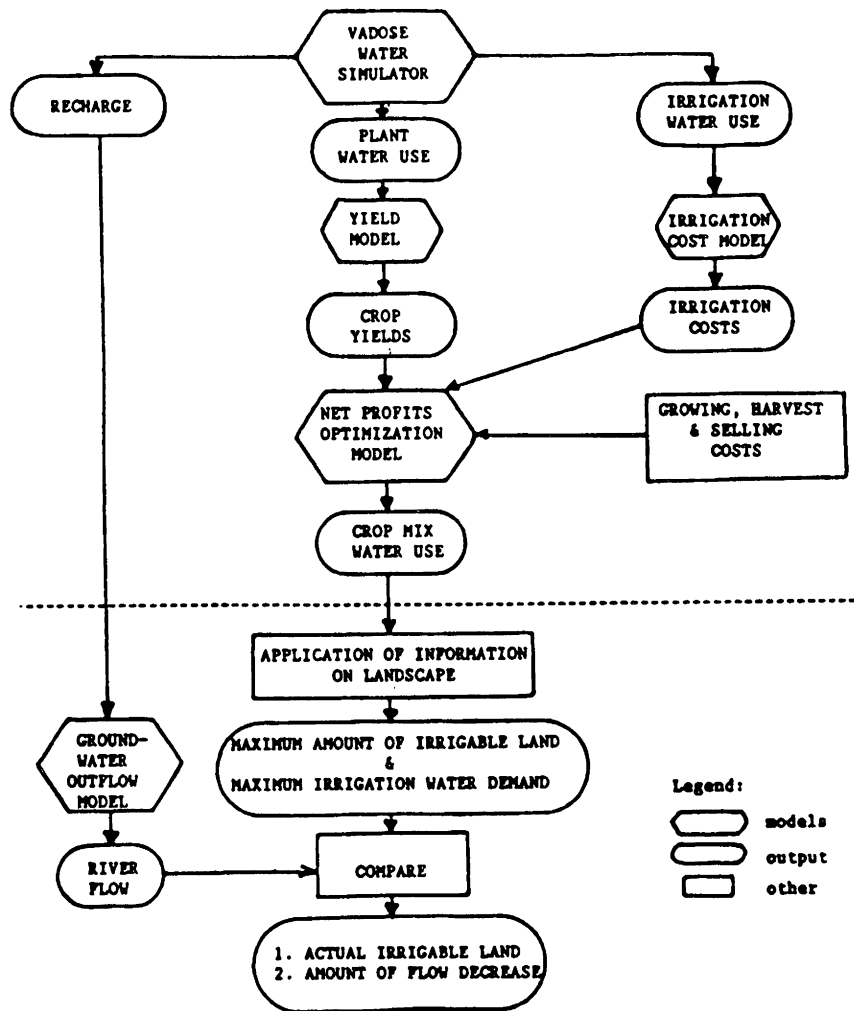 VADOSE
WATER
SIMULATOR
RECHARGE
PLANT
WATER USE
IRRIGATION
WATER USE
YIELD
MODEL
IRRIGATION
COST MODEL
CROP
YIELDS
IRRIGATION
COSTS
NET PROFITS
OPTIMIZATION
MODEL
GROWING, HARVEST
& SELLING
COSTS
CROP MIX
WATER USE
APPLICATION OF INFORMATION
ON LANDSCAPE
GROUND-
WATER
OUTFLOW
MODEL
MAXIMUM AMOUNT OF IRRIGABLE LAND
&
MAXIMUM IRRIGATION WATER DEMAND
RIVER
FLOW
COMPARE
1. ACTUAL IRRIGABLE LAND
2. AMOUNT OF FLOW DECREASE
Legend:
models
output
other